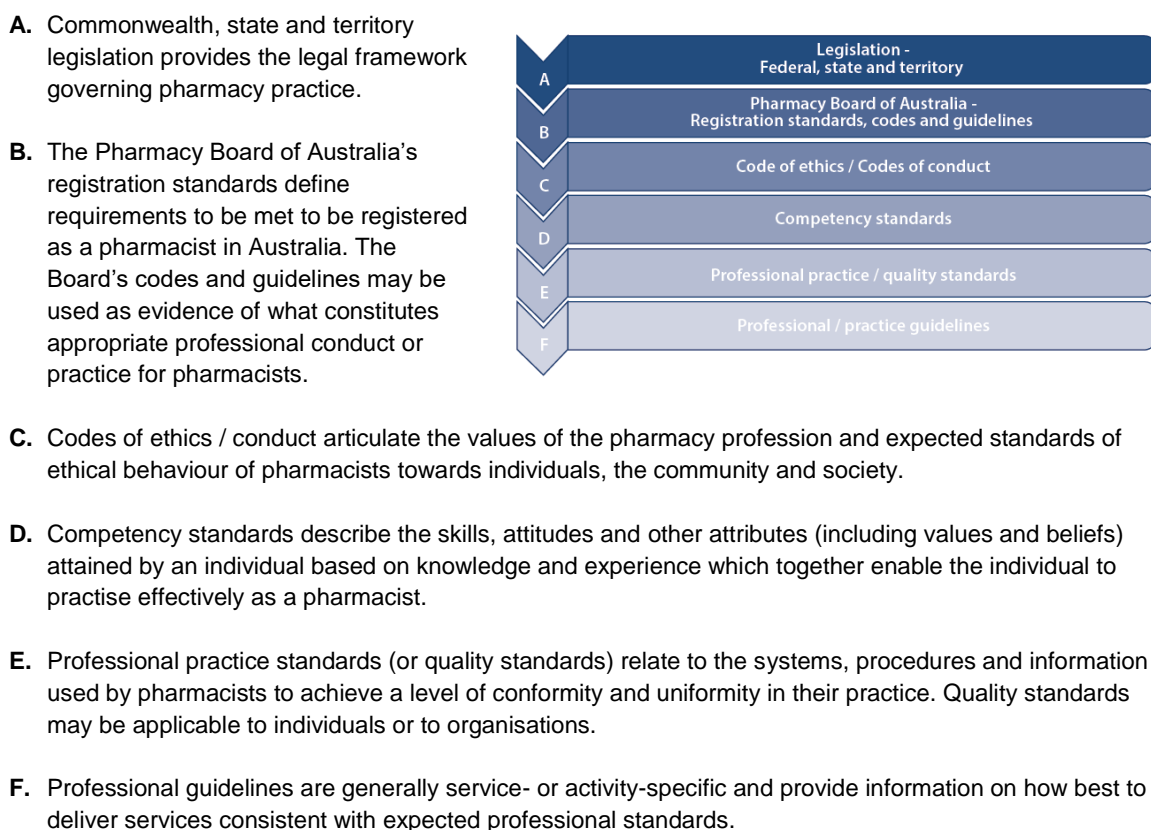 A. Commonwealth, state and territory
legislation provides the legal framework
governing pharmacy practice.
B. The Pharmacy Board of Australia's
registration standards define
requirements to be met to be registered
as a pharmacist in Australia. The
Board's codes and guidelines may be
used as evidence of what constitutes
appropriate professional conduct or
practice for pharmacists.
A
Legislation -
Federal, state and territory
B
Pharmacy Board of Australia -
Registration standards, codes and guidelines
C
Code of ethics / Codes of conduct
D
Competency standards
E
Professional practice / quality standards
F
Professional / practice guidelines
C. Codes of ethics / conduct articulate the values of the pharmacy profession and expected standards of
ethical behaviour of pharmacists towards individuals, the community and society.
D. Competency standards describe the skills, attitudes and other attributes (including values and beliefs)
attained by an individual based on knowledge and experience which together enable the individual to
practise effectively as a pharmacist.
E. Professional practice standards (or quality standards) relate to the systems, procedures and information
used by pharmacists to achieve a level of conformity and uniformity in their practice. Quality standards
may be applicable to individuals or to organisations.
F. Professional guidelines are generally service- or activity-specific and provide information on how best to
deliver services consistent with expected professional standards.